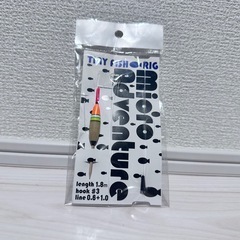 TINY FISH RIG
micro
adventure
length 1.8m
hook #3
line 0.8+1.0